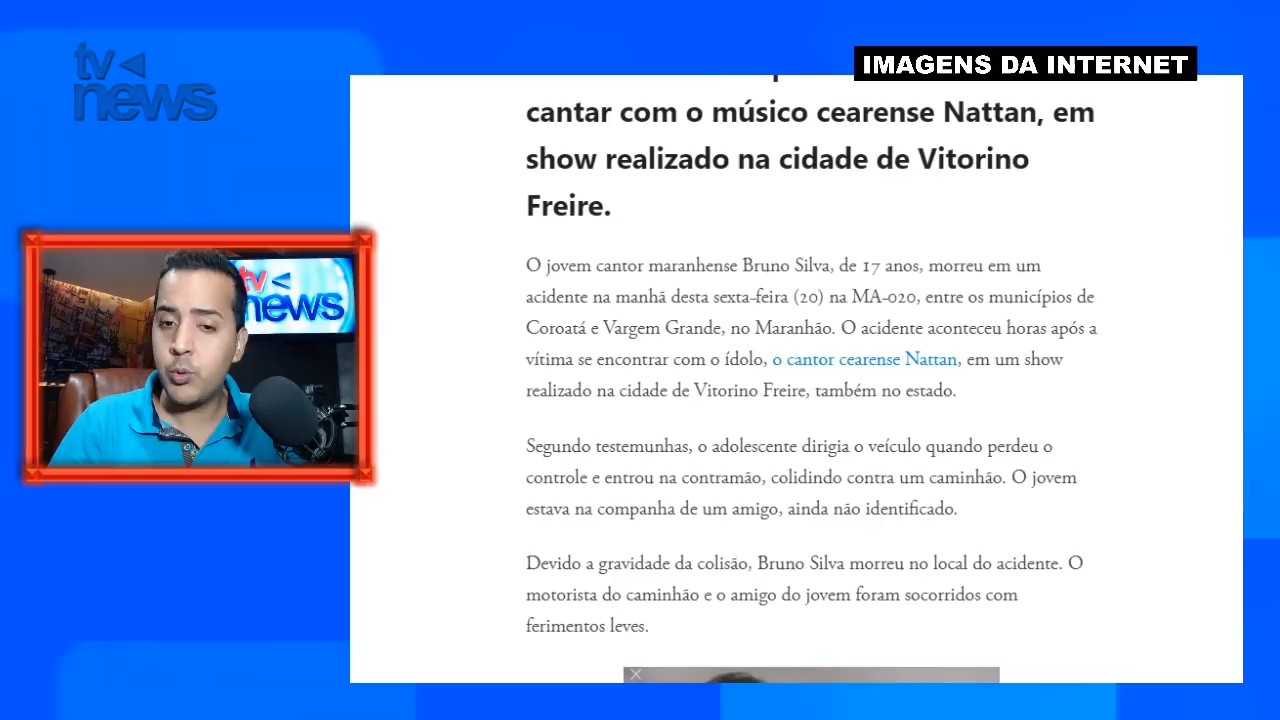 tv
news
IMAGENS DA INTERNET
cantar com o músico cearense Nattan, em
show realizado na cidade de Vitorino
Freire.
tv
news
O jovem cantor maranhense Bruno Silva, de 17 anos, morreu em um
acidente na manhã desta sexta-feira (20) na MA-020, entre os municípios de
Coroatá e Vargem Grande, no Maranhão. O acidente aconteceu horas após a
vítima se encontrar com o ídolo, o cantor cearense Nattan, em um show
realizado na cidade de Vitorino Freire, também no estado.
Segundo testemunhas, o adolescente dirigia o veículo quando perdeu o
controle e entrou na contramão, colidindo contra um caminhão. O jovem
estava na companha de um amigo, ainda não identificado.
Devido a gravidade da colisão, Bruno Silva morreu no local do acidente. O
motorista do caminhão e o amigo do jovem foram socorridos com
ferimentos leves.